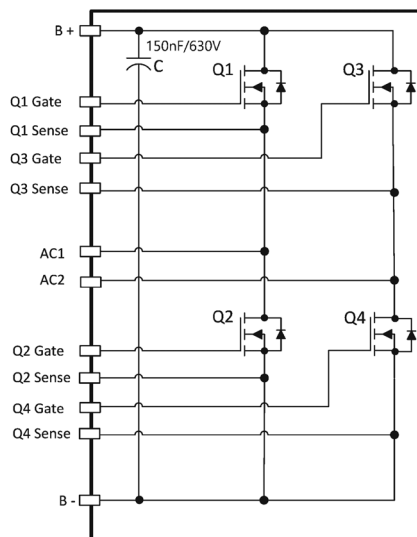 B +
150nF/630V
C
Q1
Q3
Q1 Gate
Q1 Sense
Q3 Gate
Q3 Sense
AC1
AC2
Q2
Q4
Q2 Gate
Q2 Sense
Q4 Gate
Q4 Sense
B -